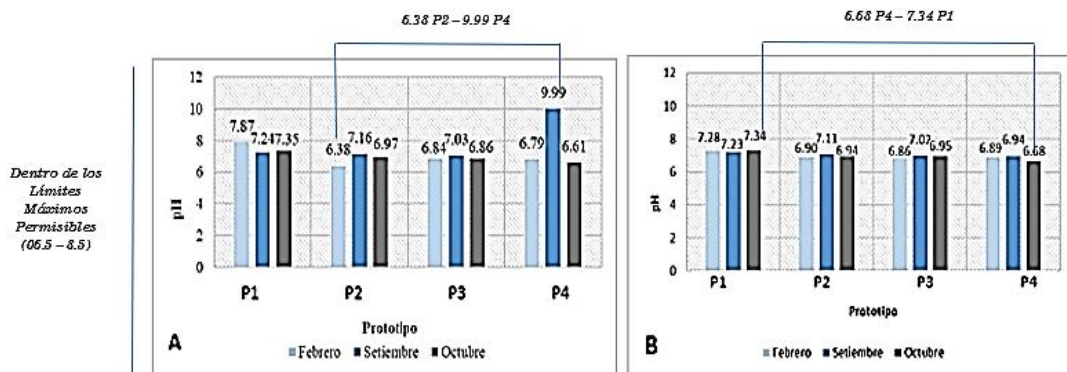 6.38 P2 – 9.99 P4
6.68 P4 – 7.34 P1
Dentro de los
Límites
Máximos
Permisibles
(06.5 – 8.5)
pH
12
10
8
6
4
2
0
7.87
7.24
7.35
6.38
7.16
6.97
6.84
7.03
6.86
6.79
9.99
6.61
P1 P2 P3 P4
Prototipo
A
Febrero Setiembre Octubre
pH
12
10
8
6
4
2
0
7.28
7.23
7.34
6.90
7.11
6.94
6.86
7.02
6.95
6.89
6.94
6.68
P1 P2 P3 P4
Prototipo
B
Febrero Setiembre Octubre